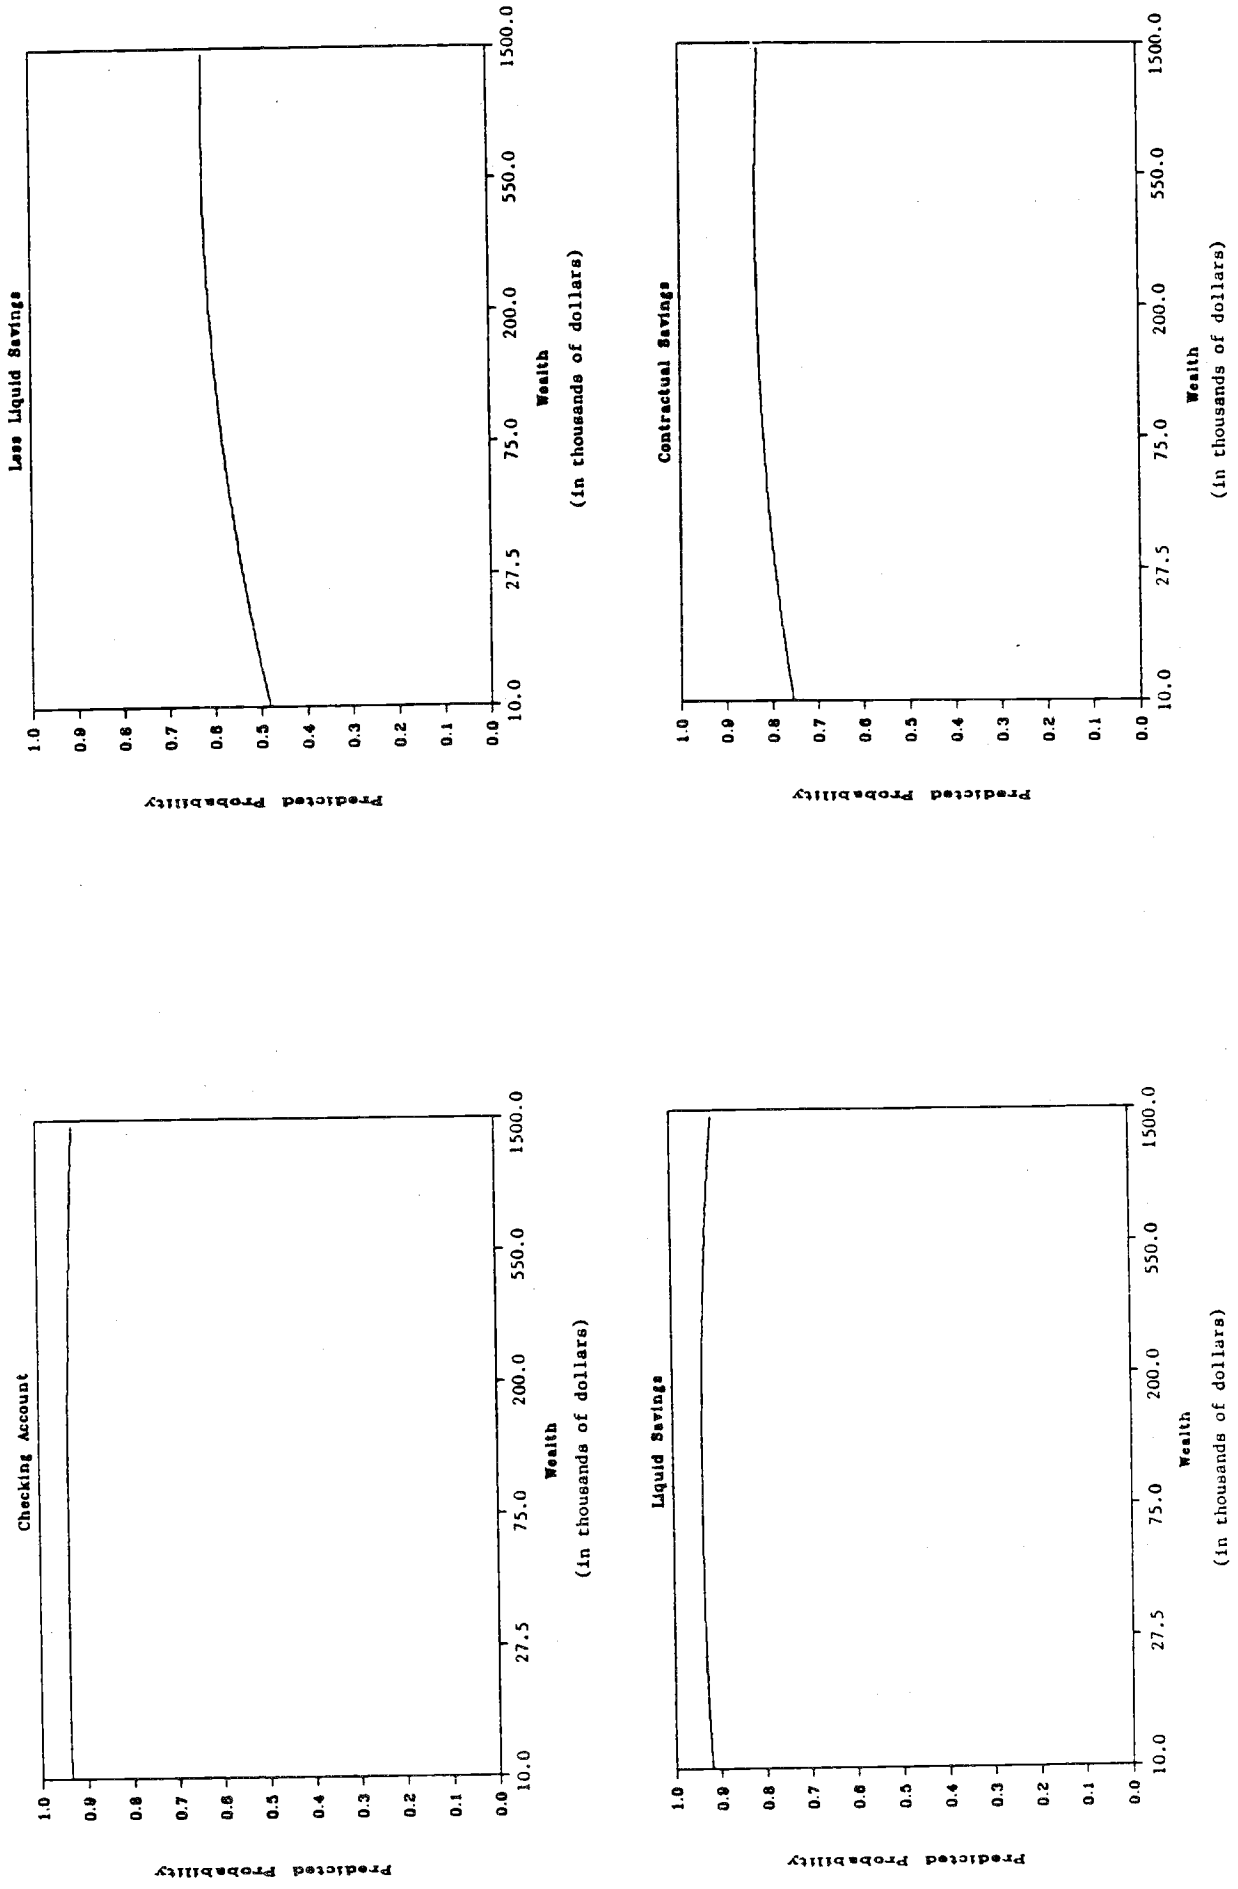 Checking Account
Predicted Probability
1.0
0.9
0.8
0.7
0.6
0.5
0.4
0.3
0.2
0.1
0.0
10.0 27.5 75.0 200.0 550.0 1500.0
Wealth
(in thousands of dollars)
Less Liquid Savings
Predicted Probability
1.0
0.9
0.8
0.7
0.6
0.5
0.4
0.3
0.2
0.1
0.0
10.0 27.5 75.0 200.0 550.0 1500.0
Wealth
(in thousands of dollars)
Liquid Savings
Predicted Probability
1.0
0.9
0.8
0.7
0.6
0.5
0.4
0.3
0.2
0.1
0.0
10.0 27.5 75.0 200.0 550.0 1500.0
Wealth
(in thousands of dollars)
Contractual Savings
Predicted Probability
1.0
0.9
0.8
0.7
0.6
0.5
0.4
0.3
0.2
0.1
0.0
10.0 27.5 75.0 200.0 550.0 1500.0
Wealth
(in thousands of dollars)